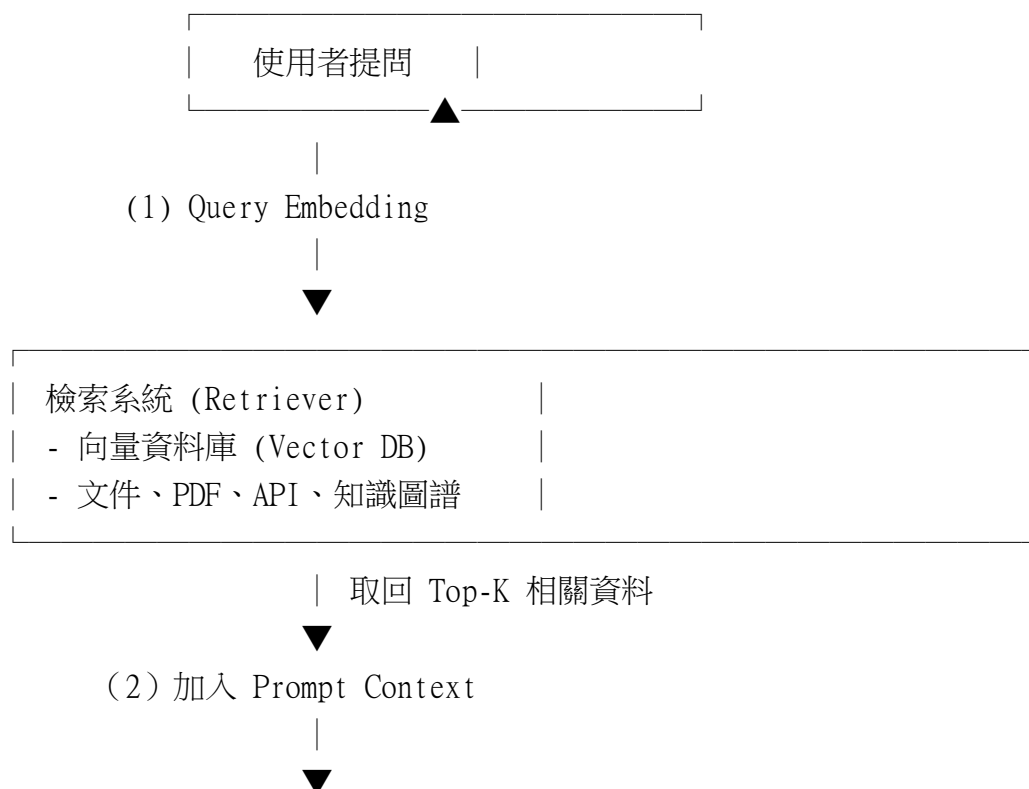 使用者提問
(1) Query Embedding
檢索系統 (Retriever)
- 向量資料庫 (Vector DB)
- 文件、PDF、API、知識圖譜
取回 Top-K 相關資料
（2）加入 Prompt Context